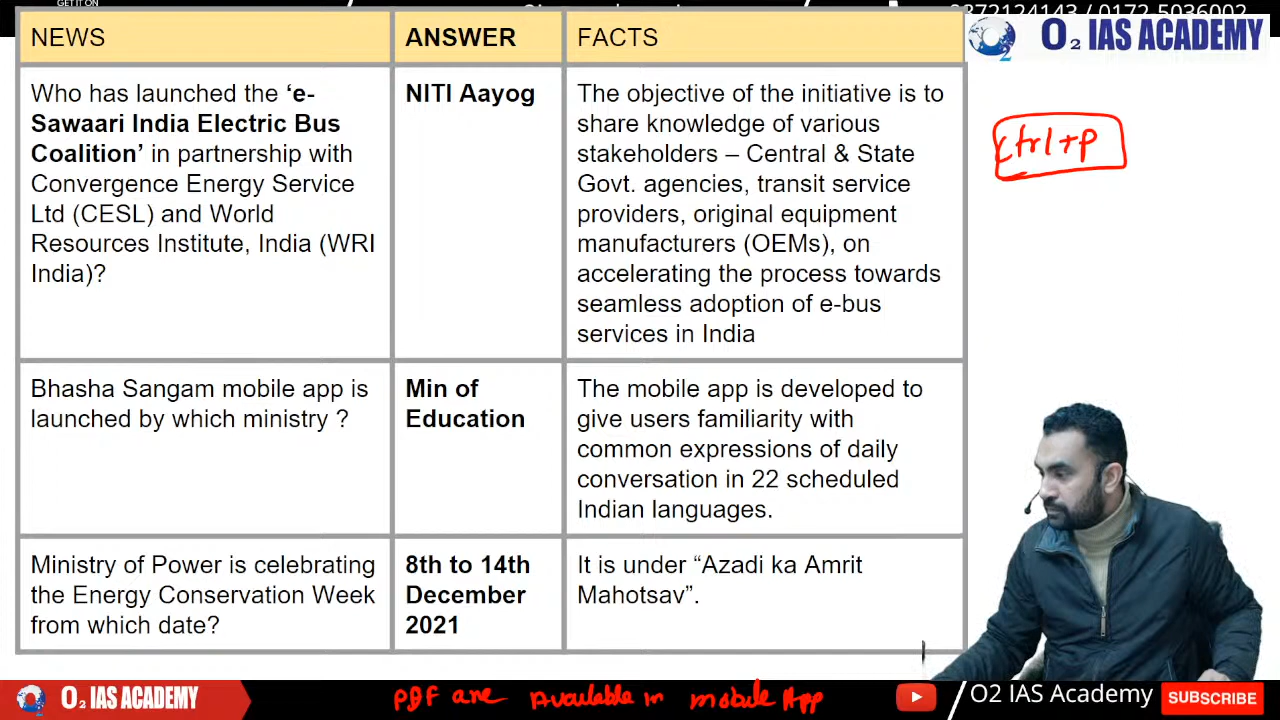 GET IT ON
9872124143 / 0172-5036002
NEWS
ANSWER
FACTS
O2 IAS ACADEMY
Who has launched the ‘e-
Sawaari India Electric Bus
Coalition’ in partnership with
Convergence Energy Service
Ltd (CESL) and World
Resources Institute, India (WRI
India)?
NITI Aayog
The objective of the initiative is to
share knowledge of various
stakeholders – Central & State
Govt. agencies, transit service
providers, original equipment
manufacturers (OEMs), on
accelerating the process towards
seamless adoption of e-bus
services in India
ctrl+p
Bhasha Sangam mobile app is
launched by which ministry ?
Min of
Education
The mobile app is developed to
give users familiarity with
common expressions of daily
conversation in 22 scheduled
Indian languages.
Ministry of Power is celebrating
the Energy Conservation Week
from which date?
8th to 14th
December
2021
It is under “Azadi ka Amrit
Mahotsav”.
O2 IAS ACADEMY
PDF are available in mobile App
O2 IAS Academy
SUBSCRIBE